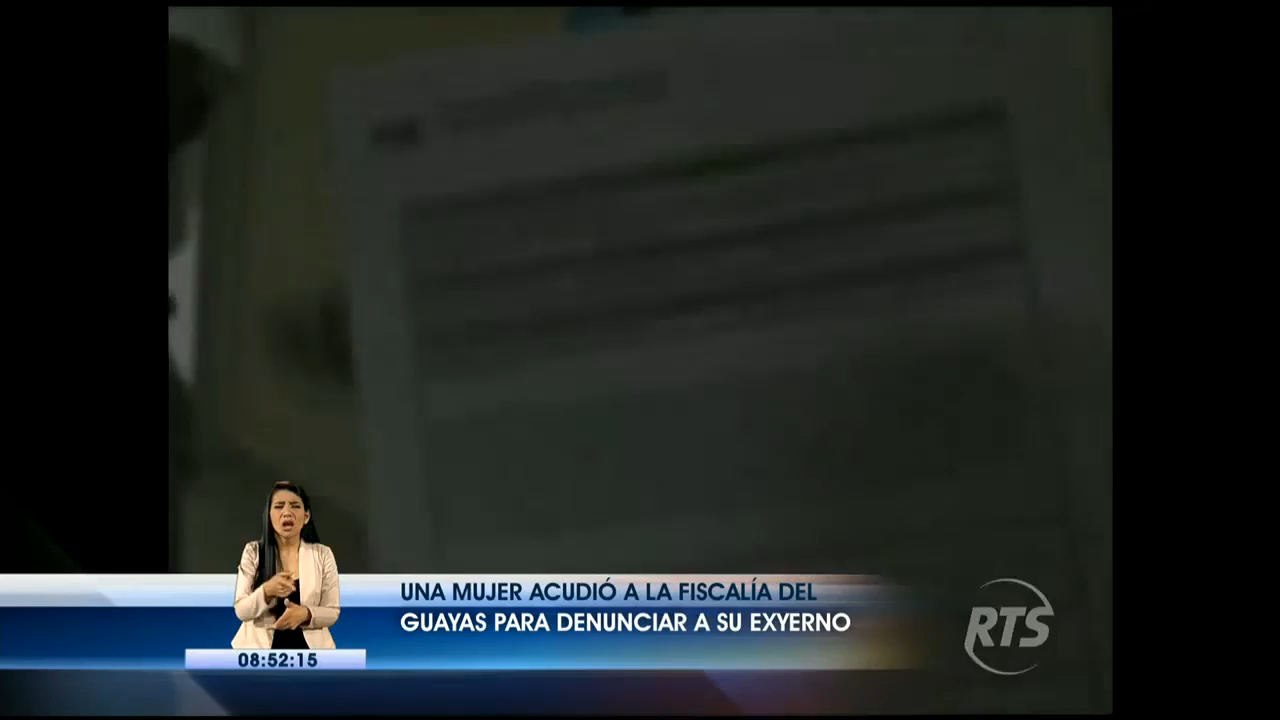 UNA MUJER ACUDIÓ A LA FISCALÍA DEL
GUAYAS PARA DENUNCIAR A SU EXYERNO
RTS
08:52:15